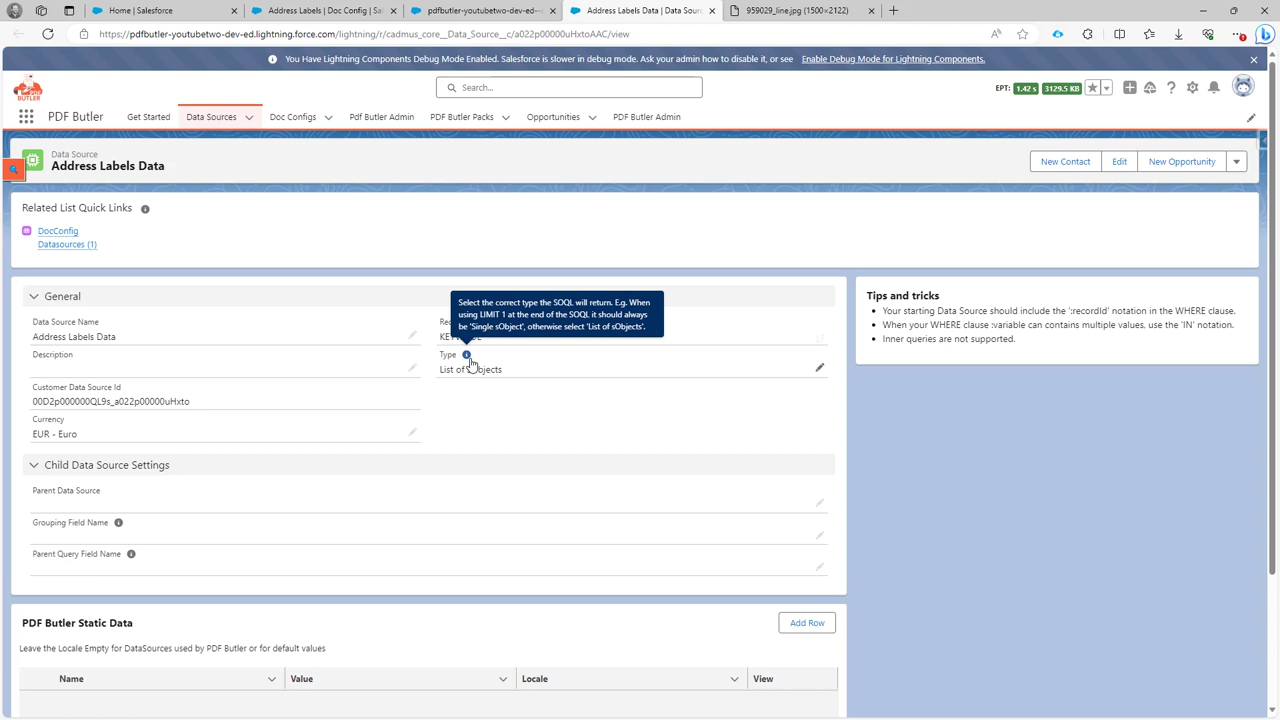 Home | Salesforce
Address Labels | Doc Config | Sa
pdfbutler-youtubetwo-dev-ed--
Address Labels Data | Data Sourc
959029_line.jpg (1500×2122)
https://pdfbutler-youtubetwo-dev-ed.lightning.force.com/lightning/r/cadmus_core__Data_Source__c/a022p00000uHxtoAAC/view
You Have Lightning Components Debug Mode Enabled. Salesforce is slower in debug mode. Ask your admin how to disable it, or see Enable Debug Mode for Lightning Components.
PDF
BUTLER
Search...
EPT: 1.42 s 3129.5 KB
PDF Butler
Get Started
Data Sources
Doc Configs
Pdf Butler Admin
PDF Butler Packs
Opportunities
PDF Butler Admin
Data Source
Address Labels Data
New Contact
Edit
New Opportunity
Related List Quick Links
DocConfig
Datasources (1)
General
Select the correct type the SOQL will return. E.g. When
using LIMIT 1 at the end of the SOQL it should always
be 'Single sObject', otherwise select 'List of sObjects'.
Data Source Name
Address Labels Data
Description
Type
List of Objects
Customer Data Source Id
00D2p000000QL9s_a022p00000uHxto
Currency
EUR - Euro
Child Data Source Settings
Parent Data Source
Grouping Field Name
Parent Query Field Name
Tips and tricks
Your starting Data Source should include the ':recordId' notation in the WHERE clause.
When your WHERE clause :variable can contains multiple values, use the 'IN' notation.
Inner queries are not supported.
PDF Butler Static Data
Add Row
Leave the Locale Empty for DataSources used by PDF Butler or for default values
Name
Value
Locale
View